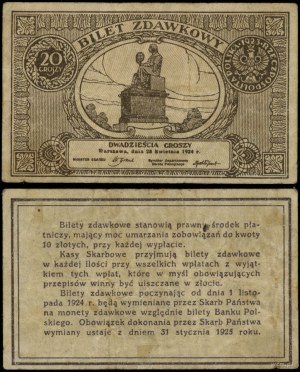 BILET ZDAWKOWY
20
GROSZY
RZECZPOSPOLITA POLSKA
DWADZIEŚCIA GROSZY
Warszawa, dnia 28 kwietnia 1924 r.
MINISTER SKARBU
Bilety zdawkowe stanowią prawny środek pła-
tniczy, mający moc umarzania zobowiązań do kwoty
10 złotych, przy każdej wypłacie.
Kasy Skarbowe przyjmują bilety zdawkowe
w każdej ilości przy wszelkich wpłatach z wyjąt-
kiem tych wpłat, które w myśl obowiązujących
przepisów winny być uiszczane w złocie.
Bilety zdawkowe począwszy od dnia 1 listo-
pada 1924 r. będą wymieniane przez Skarb Państwa
na monety zdawkowe względnie bilety Banku Pol-
skiego. Obowiązek dokonania przez Skarb Państwa
wymiany ustaje z dniem 31 stycznia 1925 roku.